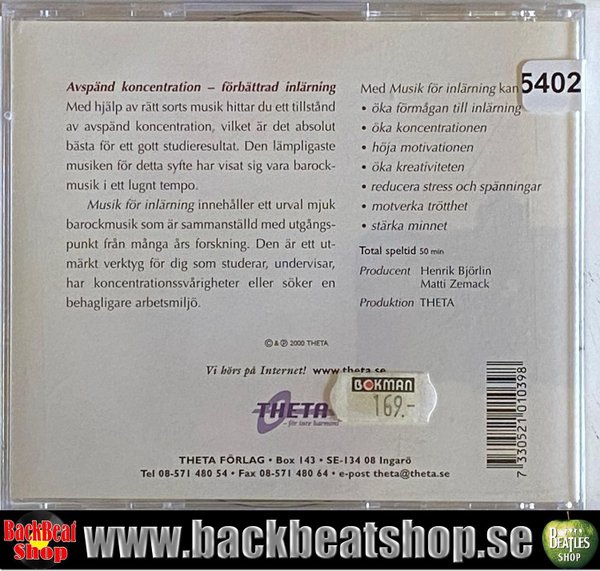 Avspänd koncentration – förbättrad inlärning
Med hjälp av rätt sorts musik hittar du ett tillstånd
av avspänd koncentration, vilket är det absolut
bästa för ett gott studieresultat. Den lämpligaste
musiken för detta syfte har visat sig vara barock-
musik i ett lugnt tempo.
Musik för inlärning innehåller ett urval mjuk
barockmusik som är sammanställd med utgångs-
punkt från många års forskning. Den är ett ut-
märkt verktyg för dig som studerar, undervisar,
har koncentrationssvårigheter eller söker en
behagligare arbetsmiljö.
Med Musik för inlärning kan
5402
• öka förmågan till inlärning
• öka koncentrationen
• höja motivationen
• öka kreativiteten
• reducera stress och spänningar
• motverka trötthet
• stärka minnet
Total speltid 50 min
Producent Henrik Björlin
Matti Zemack
Produktion THETA
© & ℗ 2000 THETA
Vi hörs på Internet! www.theta.se
BOKMAN
169.-
THETA
– för inre harmoni
THETA FÖRLAG • Box 143 • SE-134 08 Ingarö
Tel 08-571 480 54 • Fax 08-571 480 64 • e-post theta@theta.se
7 330521 010398
BackBeat
Shop
www.backbeatshop.se
BEATLES
SHOP